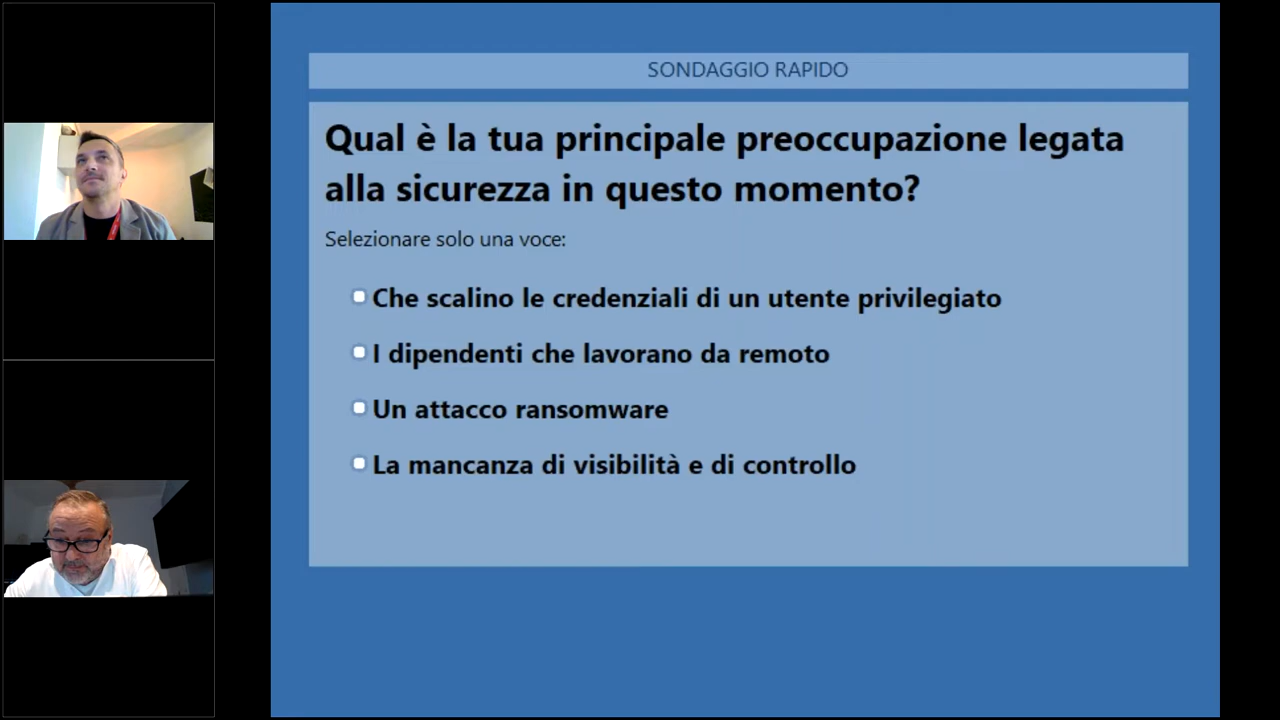 SONDAGGIO RAPIDO
Qual è la tua principale preoccupazione legata
alla sicurezza in questo momento?
Selezionare solo una voce:
Che scalino le credenziali di un utente privilegiato
I dipendenti che lavorano da remoto
Un attacco ransomware
La mancanza di visibilità e di controllo